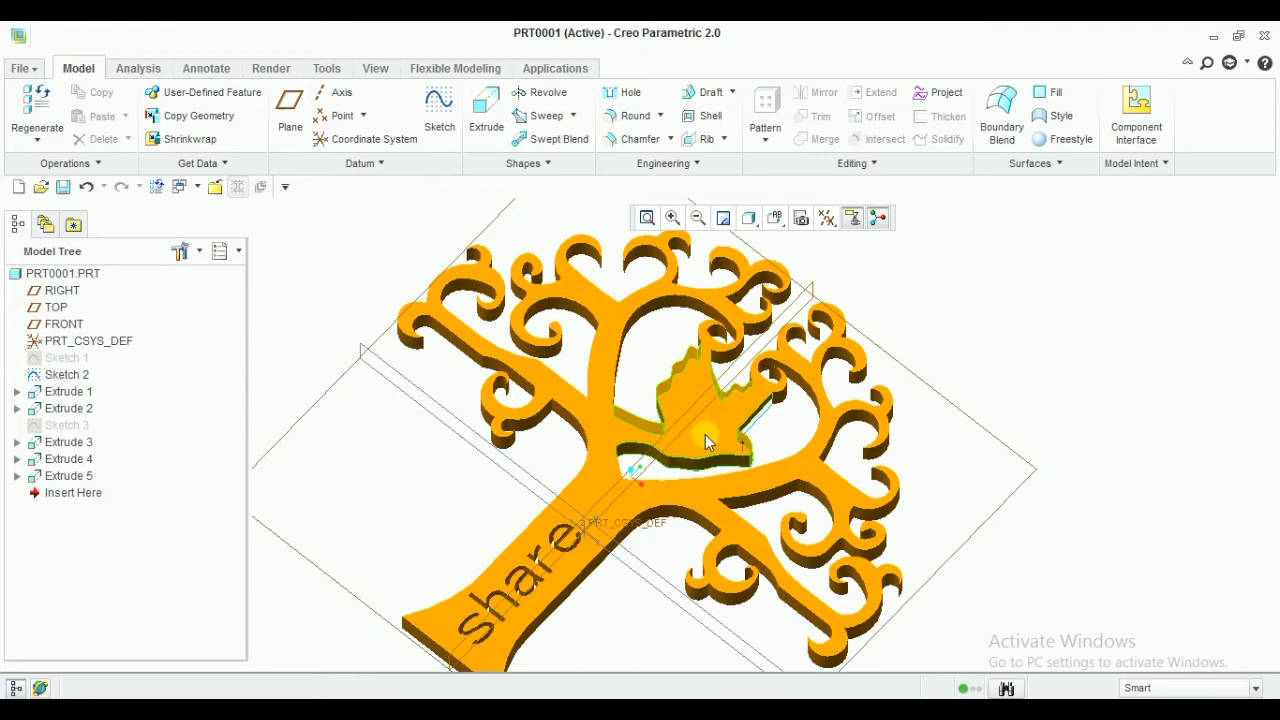 PRT0001 (Active) - Creo Parametric 2.0
File Model Analysis Annotate Render Tools View Flexible Modeling Applications
Regenerate Copy Paste Delete
User-Defined Feature Copy Geometry Shrinkwrap
Plane Axis Point Coordinate System Sketch
Extrude Revolve Sweep Swept Blend
Hole Round Chamfer Draft Shell Rib
Pattern Mirror Trim Merge Extend Offset Intersect Project Thicken Solidify
Boundary Blend Fill Style Freestyle
Component Interface
Operations Get Data Datum Shapes Engineering Editing Surfaces Model Intent
Model Tree
PRT0001.PRT
RIGHT
TOP
FRONT
PRT_CSYS_DEF
Sketch 1
Sketch 2
Extrude 1
Extrude 2
Sketch 3
Extrude 3
Extrude 4
Extrude 5
Insert Here
PRT_CSYS_DEF
share
Activate Windows
Go to PC settings to activate Windows.
Smart